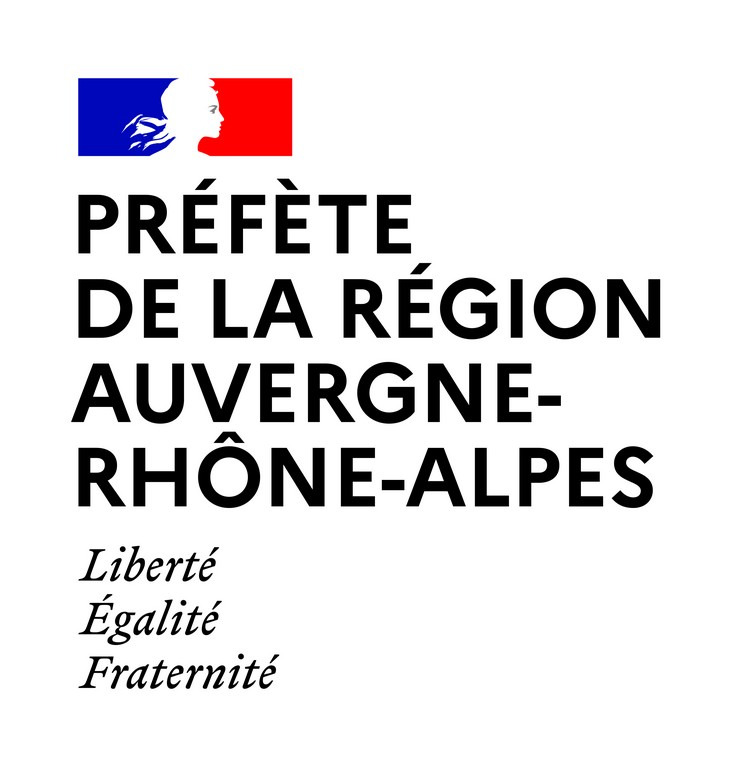 PRÉFÈTE
DE LA RÉGION
AUVERGNE-
RHÔNE-ALPES
Liberté
Égalité
Fraternité